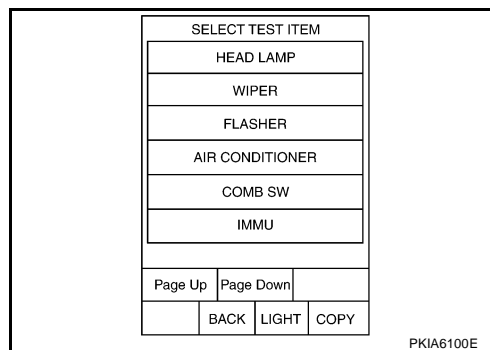 SELECT TEST ITEM
HEAD LAMP
WIPER
FLASHER
AIR CONDITIONER
COMB SW
IMMU
Page Up Page Down
BACK LIGHT COPY
PKIA6100E